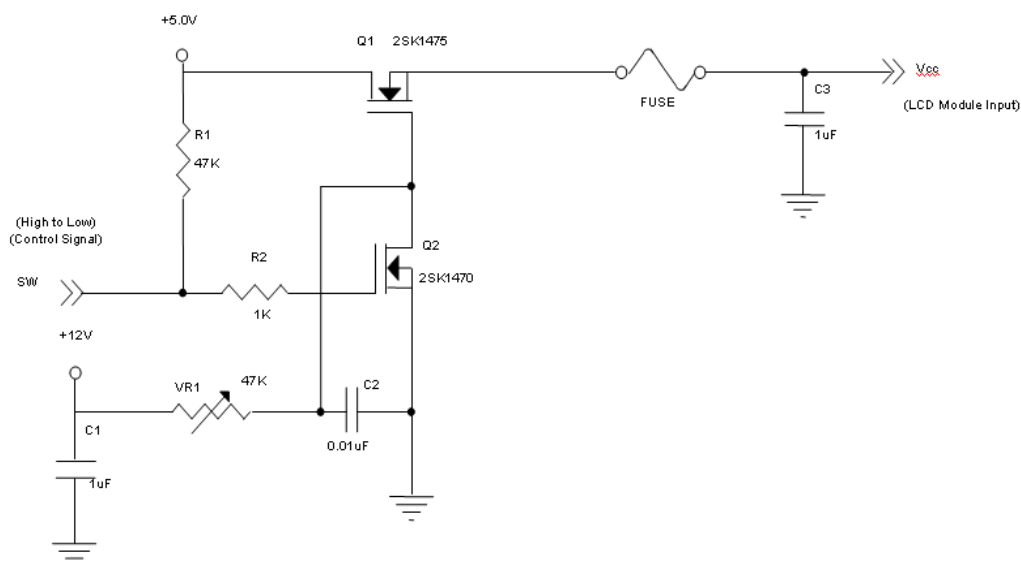 +5.0V
Q1 2SK1475
Vcc
C3
FUSE
(LCD Module Input)
R1
1uF
47K
(High to Low)
(Control Signal)
Q2
R2
SW
2SK1470
1K
+12V
VR1
47K
C2
C1
0.01uF
1uF